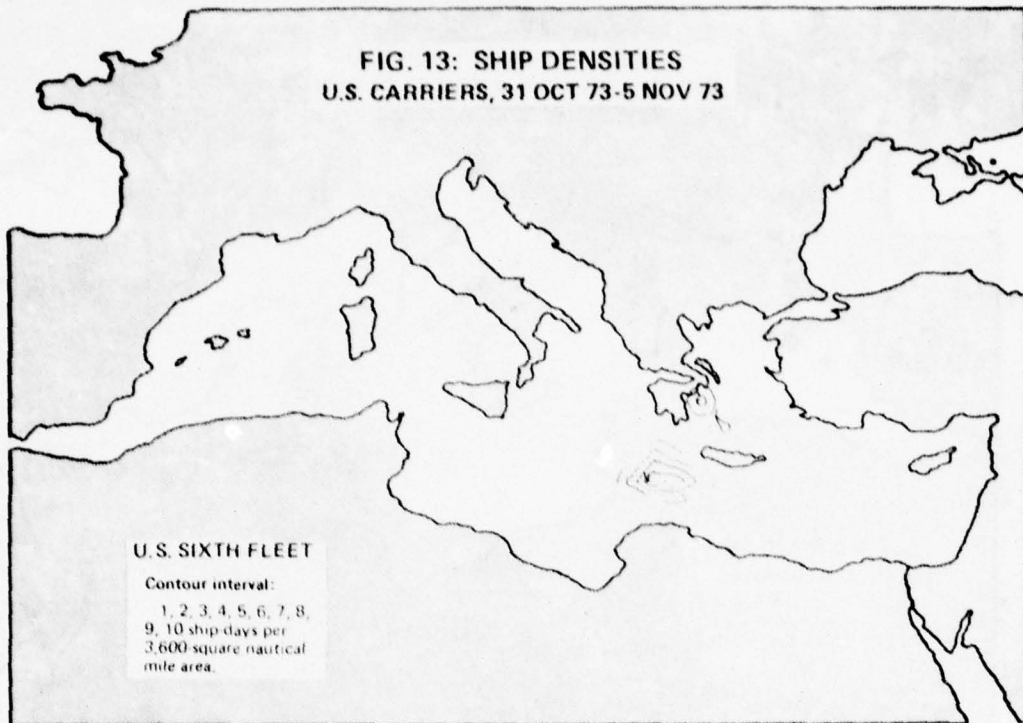 FIG. 13: SHIP DENSITIES
U.S. CARRIERS, 31 OCT 73-5 NOV 73
U.S. SIXTH FLEET
Contour interval:
1, 2, 3, 4, 5, 6, 7, 8,
9, 10 ship-days per
3,600-square nautical
mile area.